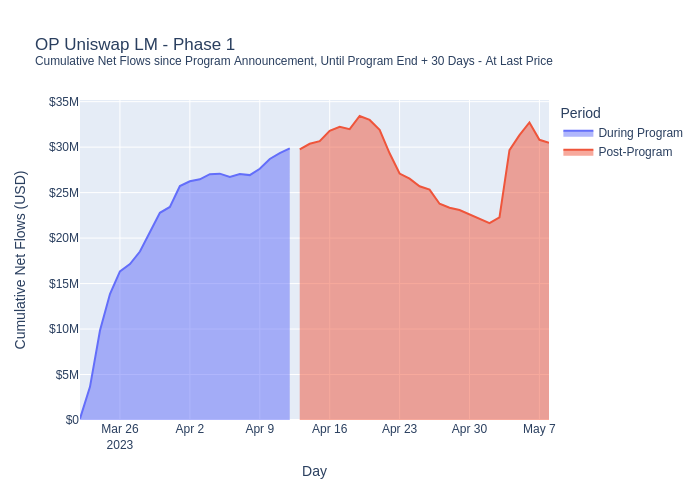 OP Uniswap LM - Phase 1
Cumulative Net Flows since Program Announcement, Until Program End + 30 Days - At Last Price
Period
During Program
Post-Program
Cumulative Net Flows (USD)
$35M
$30M
$25M
$20M
$15M
$10M
$5M
$0
Mar 26
2023
Apr 2
Apr 9
Apr 16
Apr 23
Apr 30
May 7
Day